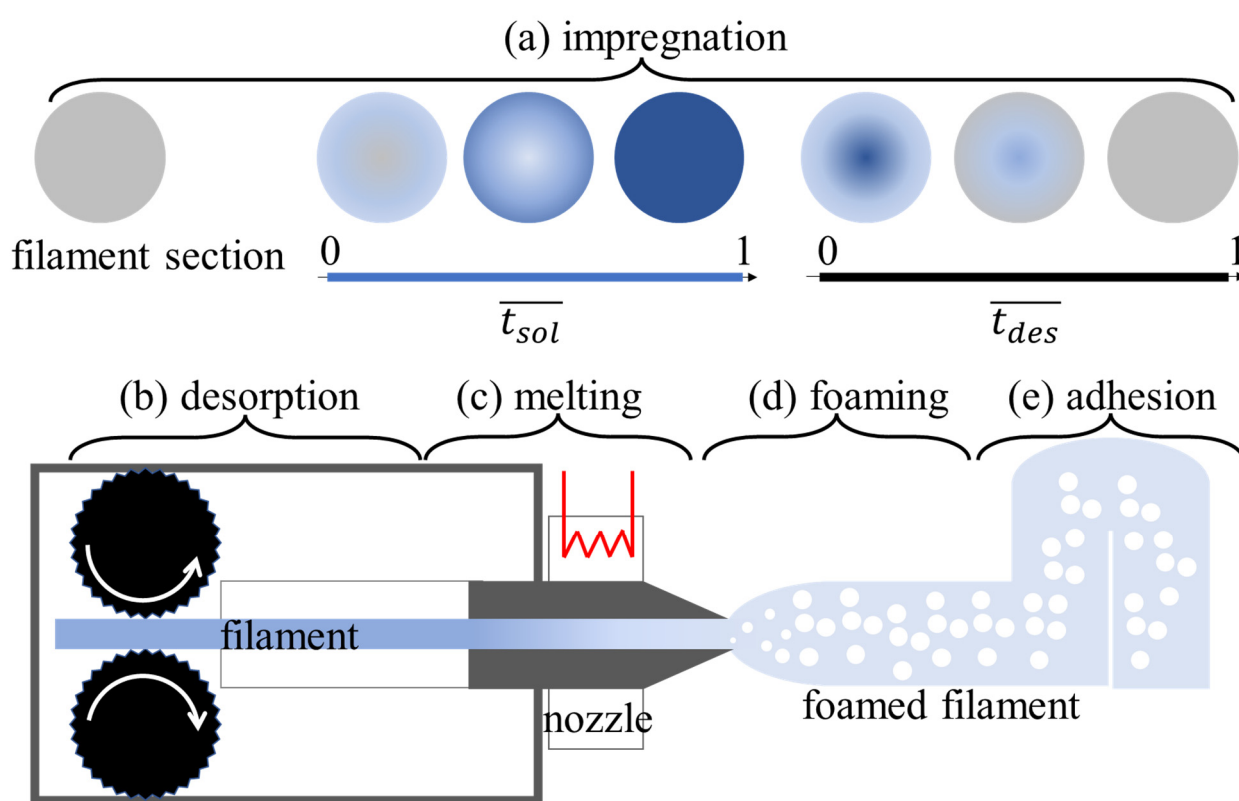 (a) impregnation
filament section
0
1
0
1
t_sol
t_des
(b) desorption
(c) melting
(d) foaming
(e) adhesion
filament
nozzle
foamed filament